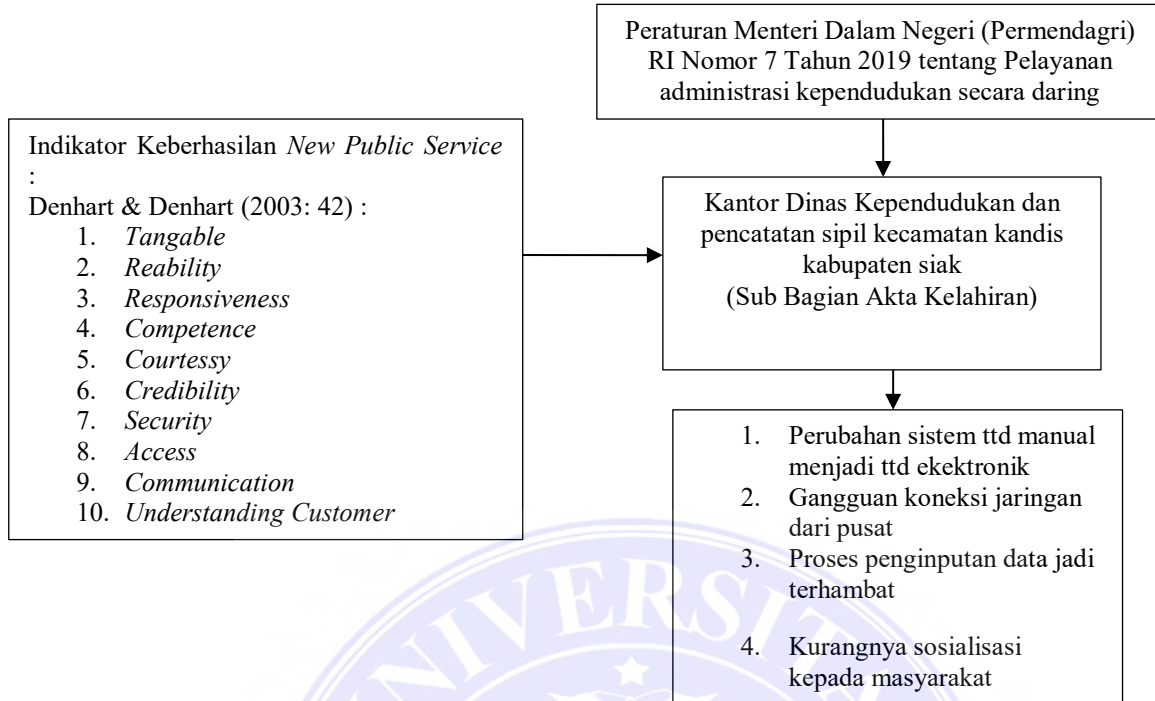 Peraturan Menteri Dalam Negeri (Permendagri)
RI Nomor 7 Tahun 2019 tentang Pelayanan
administrasi kependudukan secara daring
Indikator Keberhasilan New Public Service
:
Denhart & Denhart (2003: 42) :
1. Tangable
2. Reability
3. Responsiveness
4. Competence
5. Courtessy
6. Credibility
7. Security
8. Access
9. Communication
10. Understanding Customer
Kantor Dinas Kependudukan dan
pencatatan sipil kecamatan kandis
kabupaten siak
(Sub Bagian Akta Kelahiran)
1. Perubahan sistem ttd manual
menjadi ttd ekektronik
2. Gangguan koneksi jaringan
dari pusat
3. Proses penginputan data jadi
terhambat
4. Kurangnya sosialisasi
kepada masyarakat
UNIVERSITA